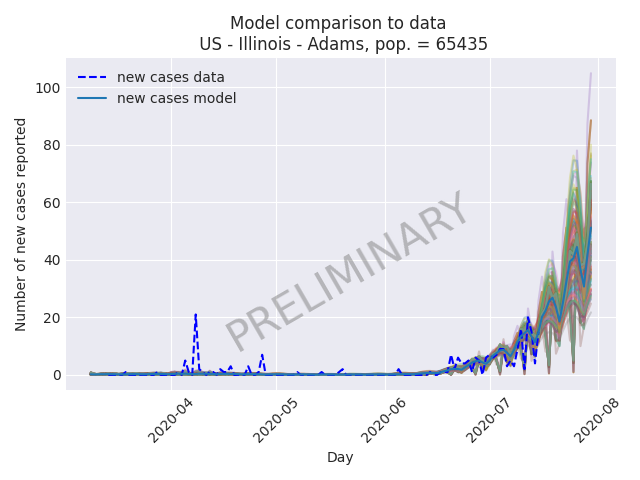 Model comparison to data
US - Illinois - Adams, pop. = 65435
new cases data
new cases model
PRELIMINARY
Number of new cases reported
100
80
60
40
20
0
2020-04
2020-05
2020-06
2020-07
2020-08
Day